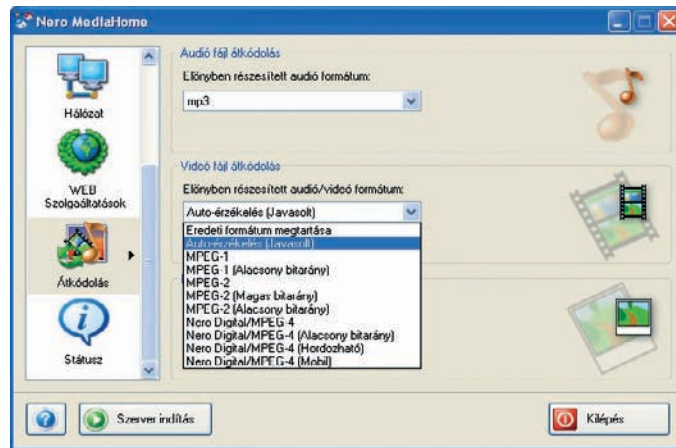 Nero MediaHome
Hálózat
WEB
Szolgaáltatások
Átkódolás
Státusz
Audió fájl átkódolás
Előnyben részesített audió formátum:
mp3
Videó fájl átkódolás
Előnyben részesített audió/videó formátum:
Auto-érzékelés (Javasolt)
Eredeti formátum megtartása
Auto-érzékelés (Javasolt)
MPEG-1
MPEG-1 (Alacsony bitarány)
MPEG-2
MPEG-2 (Magas bitarány)
MPEG-2 (Alacsony bitarány)
Nero Digital/MPEG-4
Nero Digital/MPEG-4 (Alacsony bitarány)
Nero Digital/MPEG-4 (Hordozható)
Nero Digital/MPEG-4 (Mobil)
Szerver indítás
Kilépés